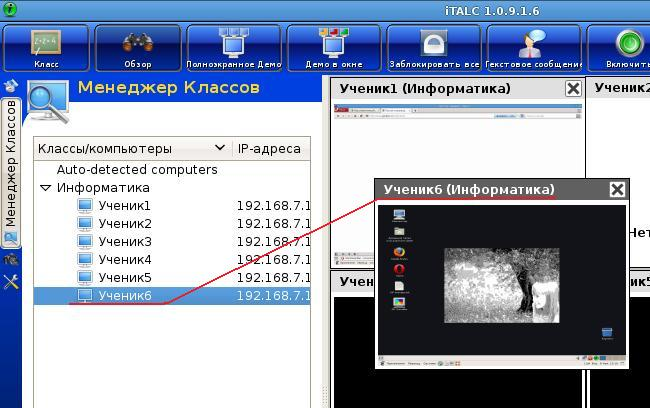 iTALC 1.0.9.1.6
Класс
Обзор
Полноэкранное Демо
Демо в окне
Заблокировать все
Текстовое сообщение
Включить
Менеджер Классов
Менеджер Классов
Классы/компьютеры
IP-адреса
Auto-detected computers
Информатика
Ученик1 192.168.7.1
Ученик2 192.168.7.1
Ученик3 192.168.7.1
Ученик4 192.168.7.1
Ученик5 192.168.7.1
Ученик6 192.168.7.1
Ученик1 (Информатика)
Ученик2
Ученик6 (Информатика)
Нет
ник5